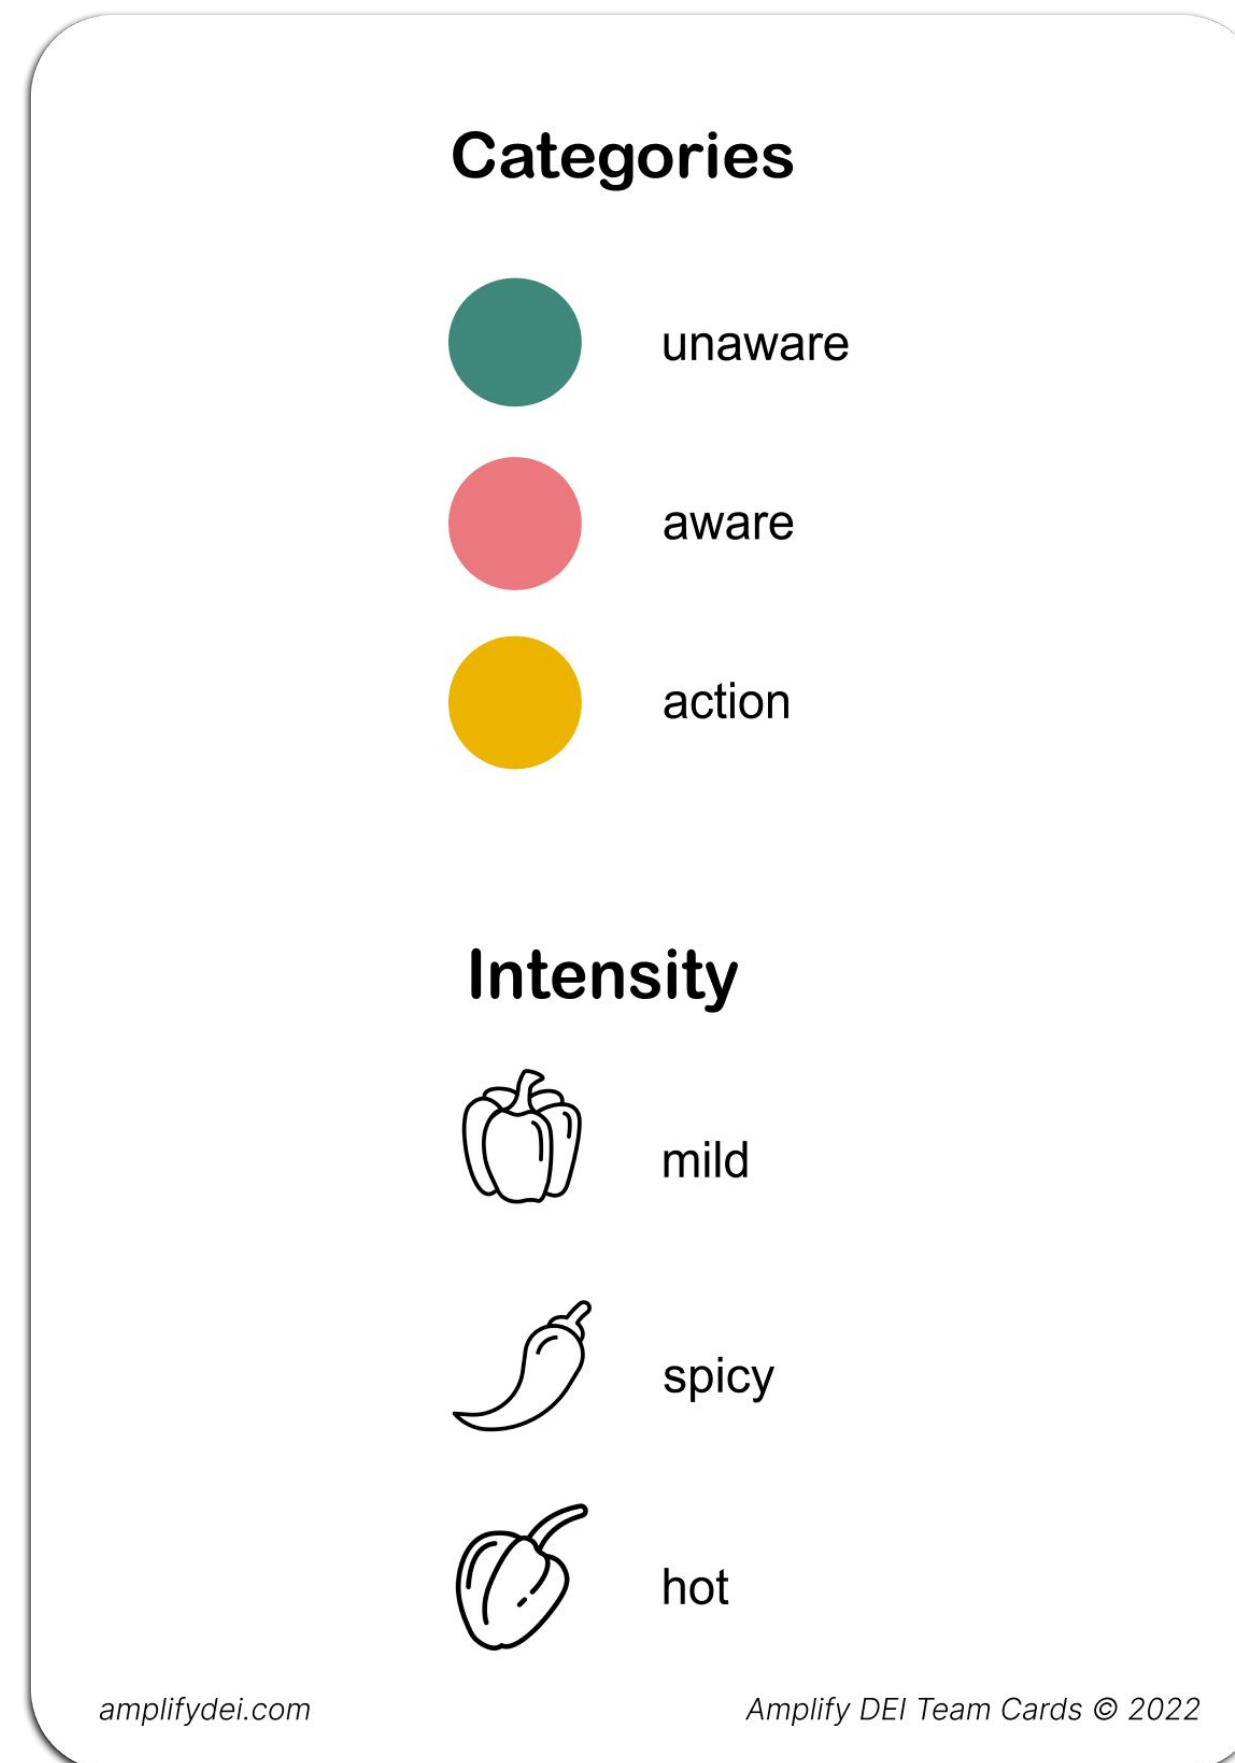 Categories
unaware
aware
action
Intensity
mild
spicy
hot
amplifydei.com
Amplify DEI Team Cards © 2022